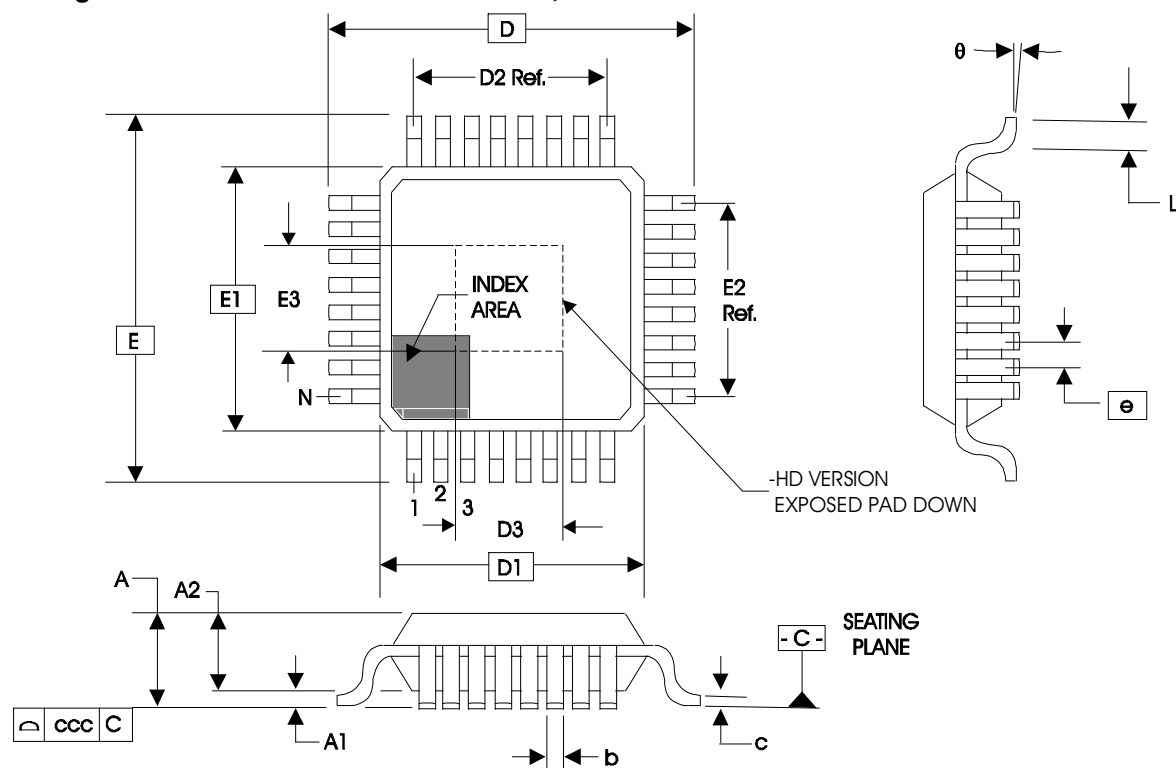 D
D2 Ref.
θ
L
E
E1
E3
INDEX
AREA
E2
Ref.
N
e
1
2
3
-HD VERSION
EXPOSED PAD DOWN
D3
D1
A
A2
- C -
SEATING
PLANE
ccc C
A1
b
c